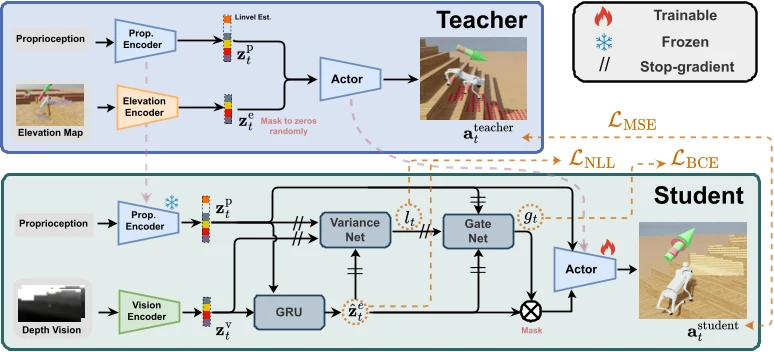 Teacher
Linvel Est.
Proprioception
Prop.
Encoder
z_t^p
Elevation Map
Elevation
Encoder
z_t^e
Mask to zeros
randomly
Actor
a_t^teacher
Trainable
Frozen
// Stop-gradient
ℒ_MSE
ℒ_NLL
ℒ_BCE
Student
Proprioception
Prop.
Encoder
z_t^p
//
//
Variance
Net
l_t
//
Gate
Net
g_t
Actor
Depth Vision
Vision
Encoder
z_t^v
GRU
ẑ_t^e
Mask
a_t^student